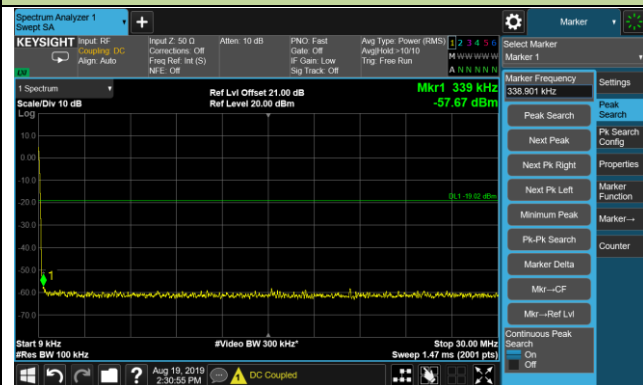 Spectrum Analyzer 1
Swept SA
+
Marker
KEYSIGHT
Input: RF
Coupling: DC
Align: Auto
Input Z: 50 Ω
Corrections: Off
Freq Ref: Int (S)
NFE: Off
Atten: 10 dB
PNO: Fast
Gate: Off
IF Gain: Low
Sig Track: Off
Avg Type: Power (RMS)
Avg|Hold:>10/10
Trig: Free Run
1 2 3 4 5 6
M W W W W W
A N N N N N
LXI
Select Marker
Marker 1
1 Spectrum
Scale/Div 10 dB
Log
Ref Lvl Offset 21.00 dB
Ref Level 20.00 dBm
Mkr1 339 kHz
-57.67 dBm
10.0
0.00
-10.0
-20.0
-30.0
-40.0
-50.0
-60.0
-70.0
DL1 -19.02 dBm
1
Start 9 kHz
#Res BW 100 kHz
#Video BW 300 kHz*
Stop 30.00 MHz
Sweep 1.47 ms (2001 pts)
Marker Frequency
338.901 kHz
Peak Search
Next Peak
Next Pk Right
Next Pk Left
Minimum Peak
Pk-Pk Search
Marker Delta
Mkr→CF
Mkr→Ref Lvl
Continuous Peak
Search
On
Off
Settings
Peak
Search
Pk Search
Config
Properties
Marker
Function
Marker→
Counter
?
Aug 19, 2019
2:30:55 PM
DC Coupled